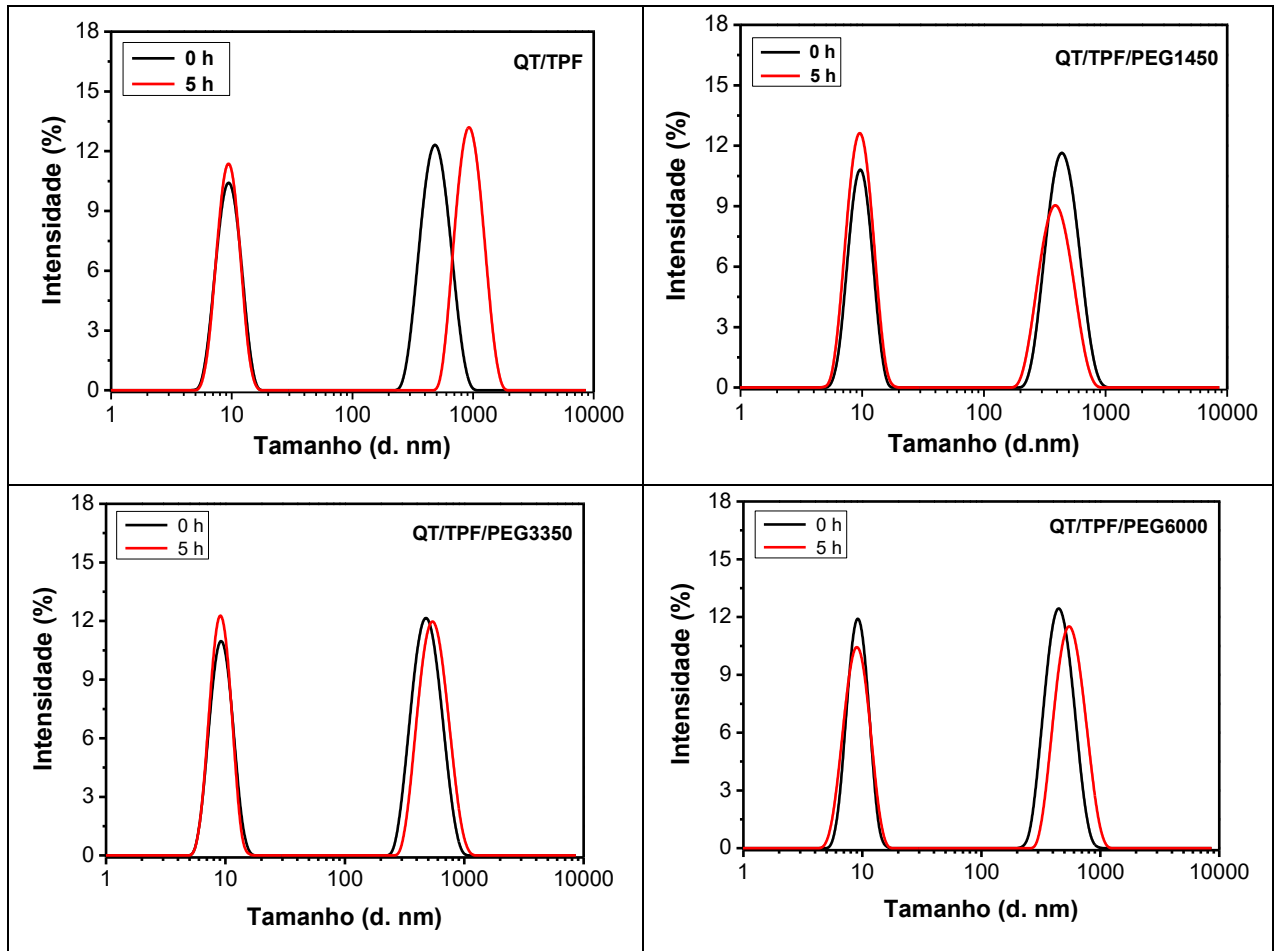 18
15
12
9
6
3
0
Intensidade (%)
0 h
5 h
QT/TPF
1
10
100
1000
10000
Tamanho (d. nm)
18
15
12
9
6
3
0
Intensidade (%)
0 h
5 h
QT/TPF/PEG1450
1
10
100
1000
10000
Tamanho (d.nm)
18
15
12
9
6
3
0
Intensidade (%)
0 h
5 h
QT/TPF/PEG3350
1
10
100
1000
10000
Tamanho (d. nm)
18
15
12
9
6
3
0
Intensidade (%)
0 h
5 h
QT/TPF/PEG6000
1
10
100
1000
10000
Tamanho (d. nm)